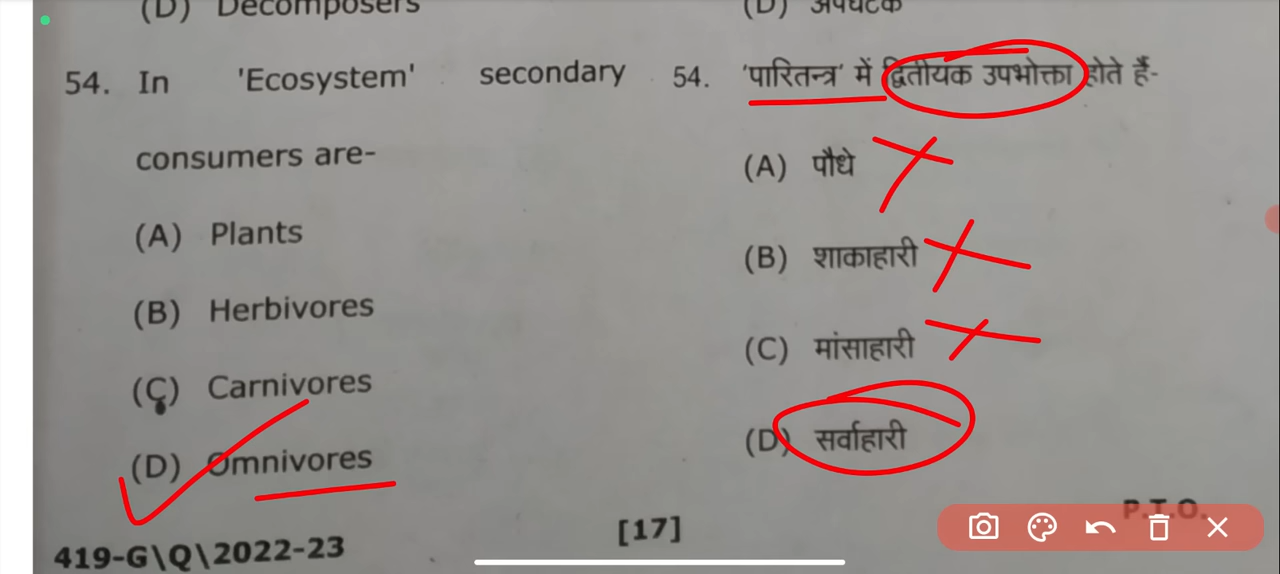 (D) Decomposers
(D) अपघटक
54. In 'Ecosystem' secondary
consumers are-
(A) Plants
(B) Herbivores
(C) Carnivores
(D) Omnivores
54. 'पारितन्त्र' में द्वितीयक उपभोक्ता होते हैं-
(A) पौधे
(B) शाकाहारी
(C) मांसाहारी
(D) सर्वाहारी
P.T.O.
[17]
419-G\Q\2022-23